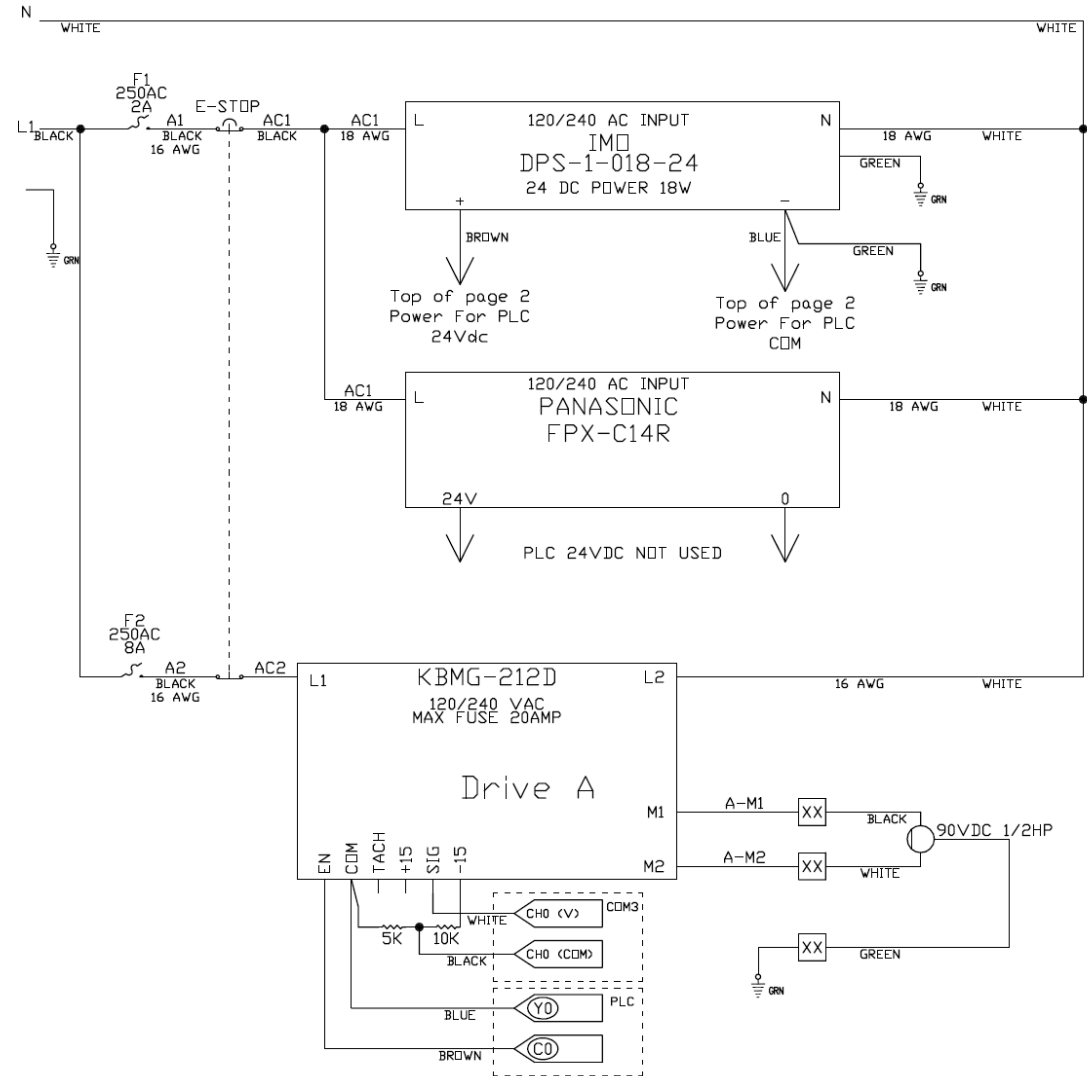 N
WHITE
WHITE
F1
250AC
2A
E-STOP
L1
BLACK
A1
BLACK
16 AWG
AC1
BLACK
AC1
18 AWG
L
120/240 AC INPUT
N
IMO
DPS-1-018-24
24 DC POWER 18W
+
-
18 AWG
WHITE
GREEN
GRN
GRN
BROWN
BLUE
GREEN
GRN
Top of page 2
Power For PLC
24Vdc
Top of page 2
Power For PLC
COM
AC1
18 AWG
L
120/240 AC INPUT
N
PANASONIC
FPX-C14R
18 AWG
WHITE
24V
0
PLC 24VDC NOT USED
F2
250AC
8A
A2
BLACK
16 AWG
AC2
L1
KBMG-212D
L2
120/240 VAC
MAX FUSE 20AMP
16 AWG
WHITE
Drive A
M1
A-M1
XX
BLACK
90VDC 1/2HP
M2
A-M2
XX
WHITE
EN
COM
TACH
+15
SIG
-15
5K
10K
WHITE
CH0 (V)
COM3
BLACK
CH0 (COM)
XX
GREEN
GRN
BLUE
Y0
PLC
BROWN
C0